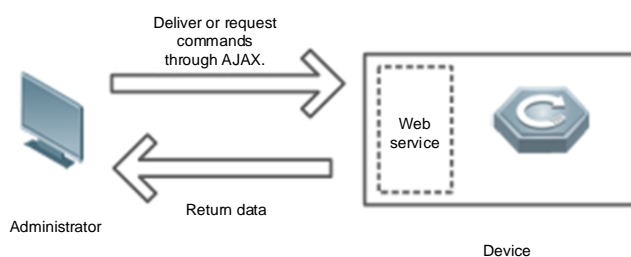 Deliver or request
commands
through AJAX.
Web
service
Return data
Administrator
Device